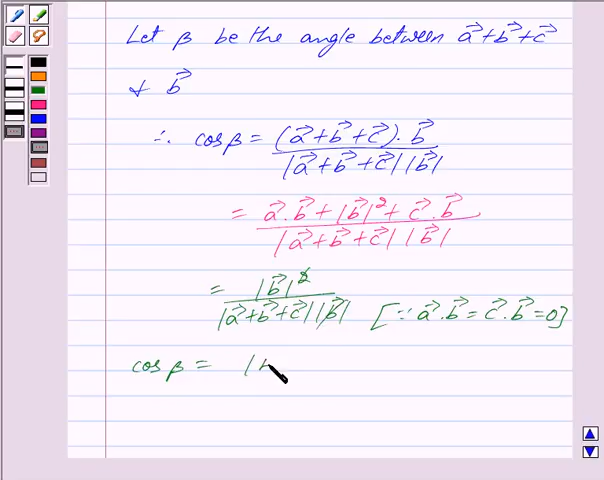 Let β be the angle between a⃗+b⃗+c⃗
& b⃗
∴ cos β = (a⃗+b⃗+c⃗).b⃗ / |a⃗+b⃗+c⃗| |b⃗|
= a⃗.b⃗ + |b⃗|² + c⃗.b⃗ / |a⃗+b⃗+c⃗| |b⃗|
= |b⃗|² / |a⃗+b⃗+c⃗| |b⃗| [∵ a⃗.b⃗ = c⃗.b⃗ = 0]
cos β = |